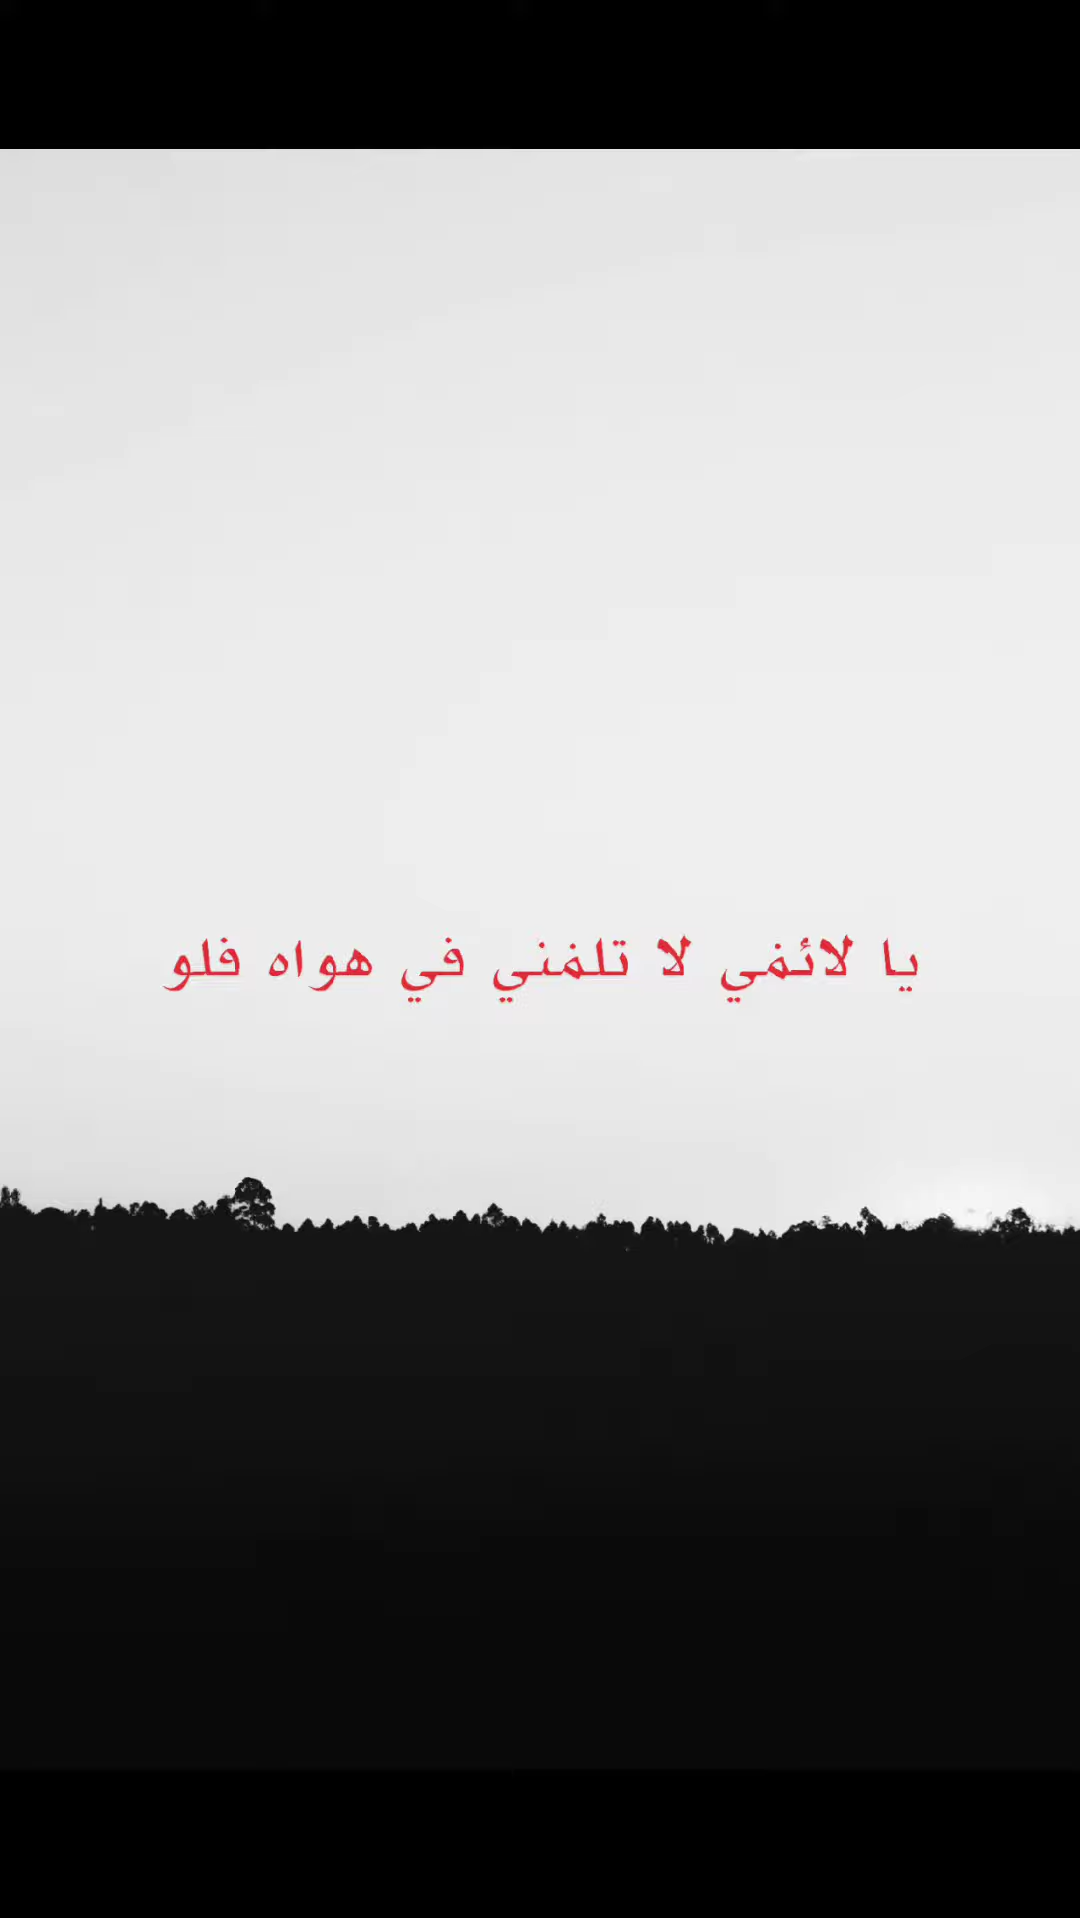 يا لائمي لا تلمني في هواه فلو